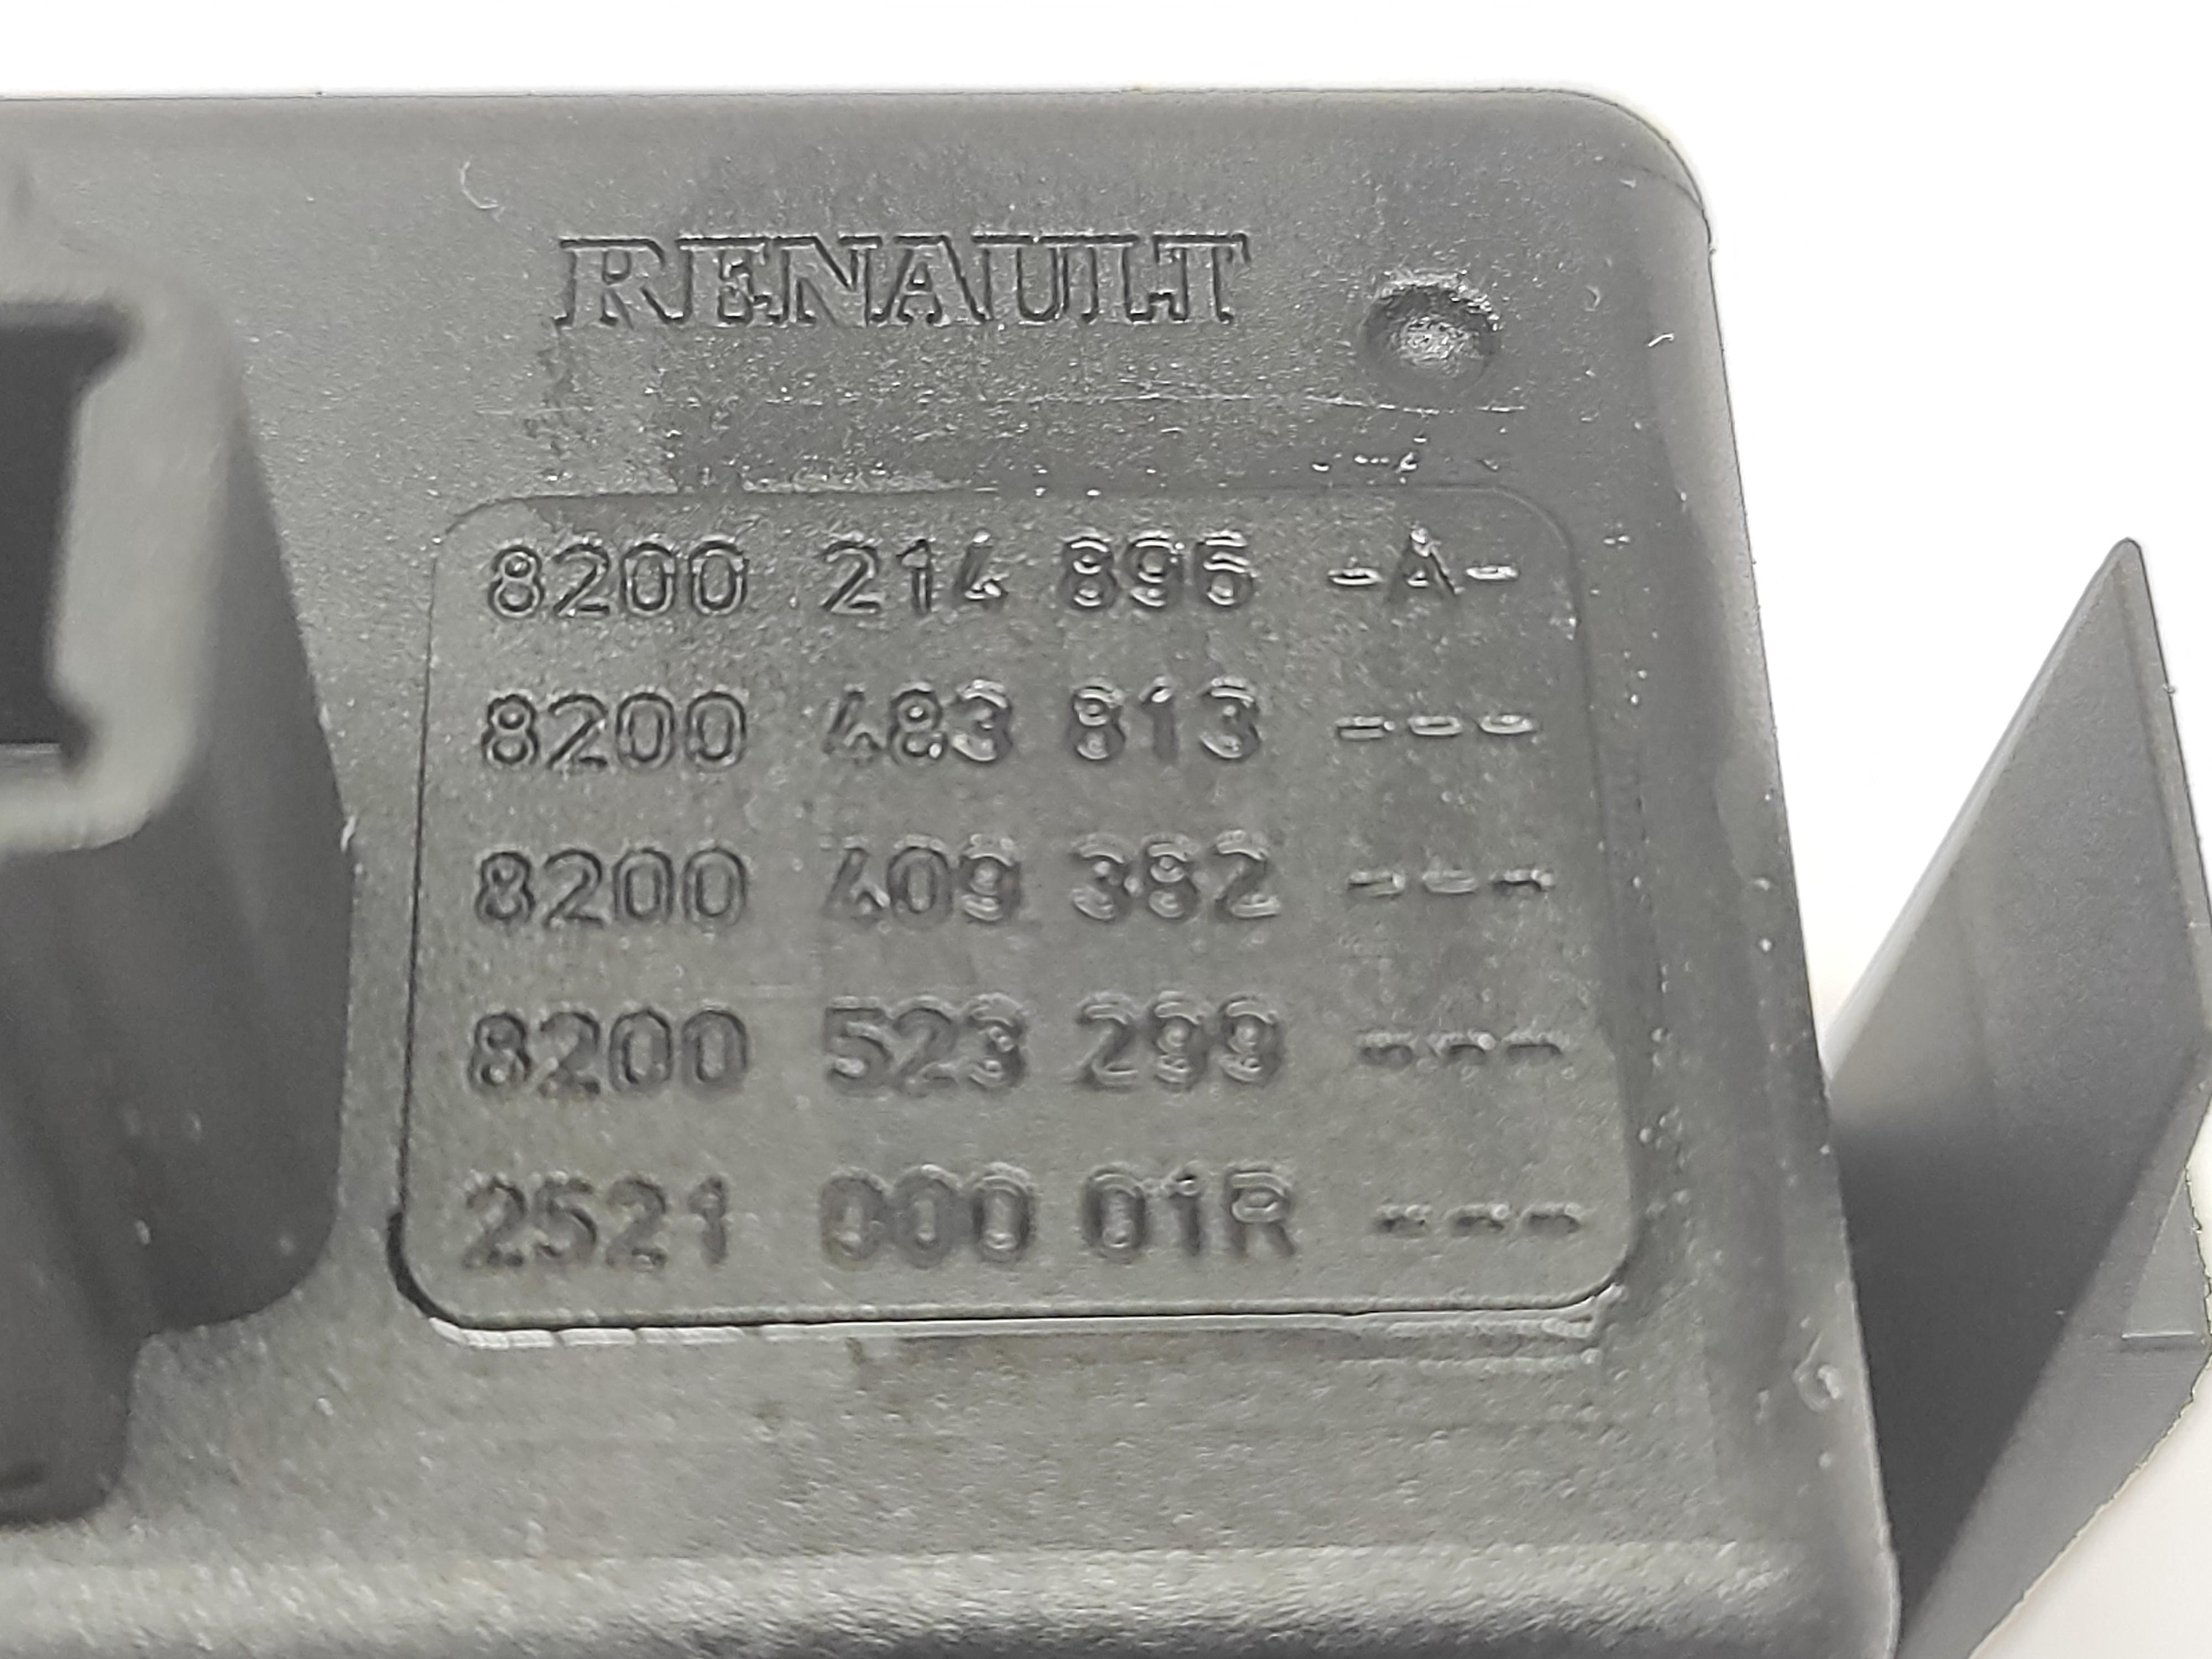 RENAULT
8200 214 896 -A-
8200 483 813 ---
8200 409 382 ---
8200 523 299 ---
2521 000 01R ---